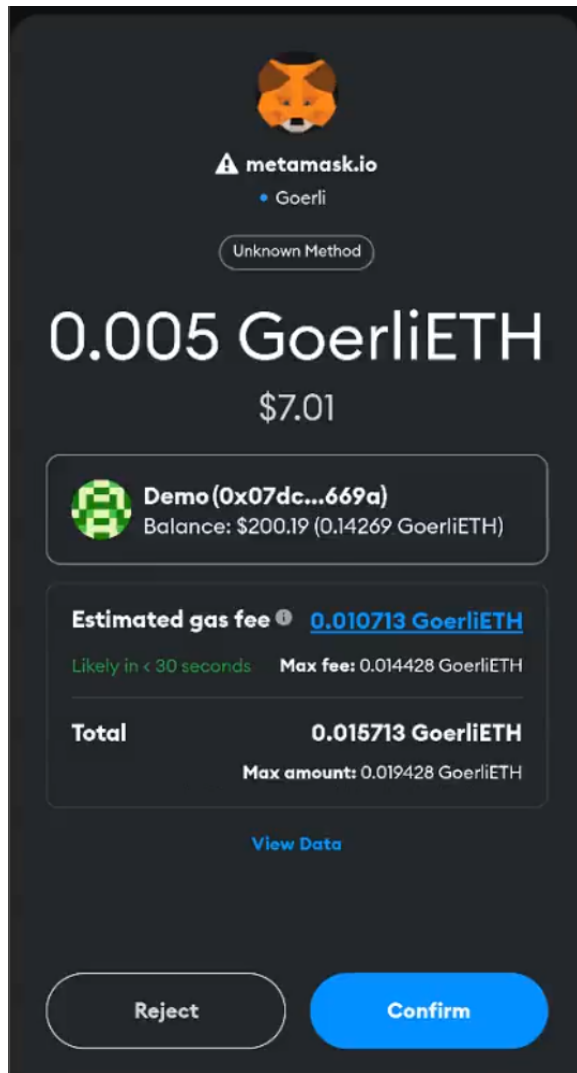 metamask.io
Goerli
Unknown Method
0.005 GoerliETH
$7.01
Demo (0x07dc...669a)
Balance: $200.19 (0.14269 GoerliETH)
Estimated gas fee 0.010713 GoerliETH
Likely in < 30 seconds Max fee: 0.014428 GoerliETH
Total 0.015713 GoerliETH
Max amount: 0.019428 GoerliETH
View Data
Reject Confirm